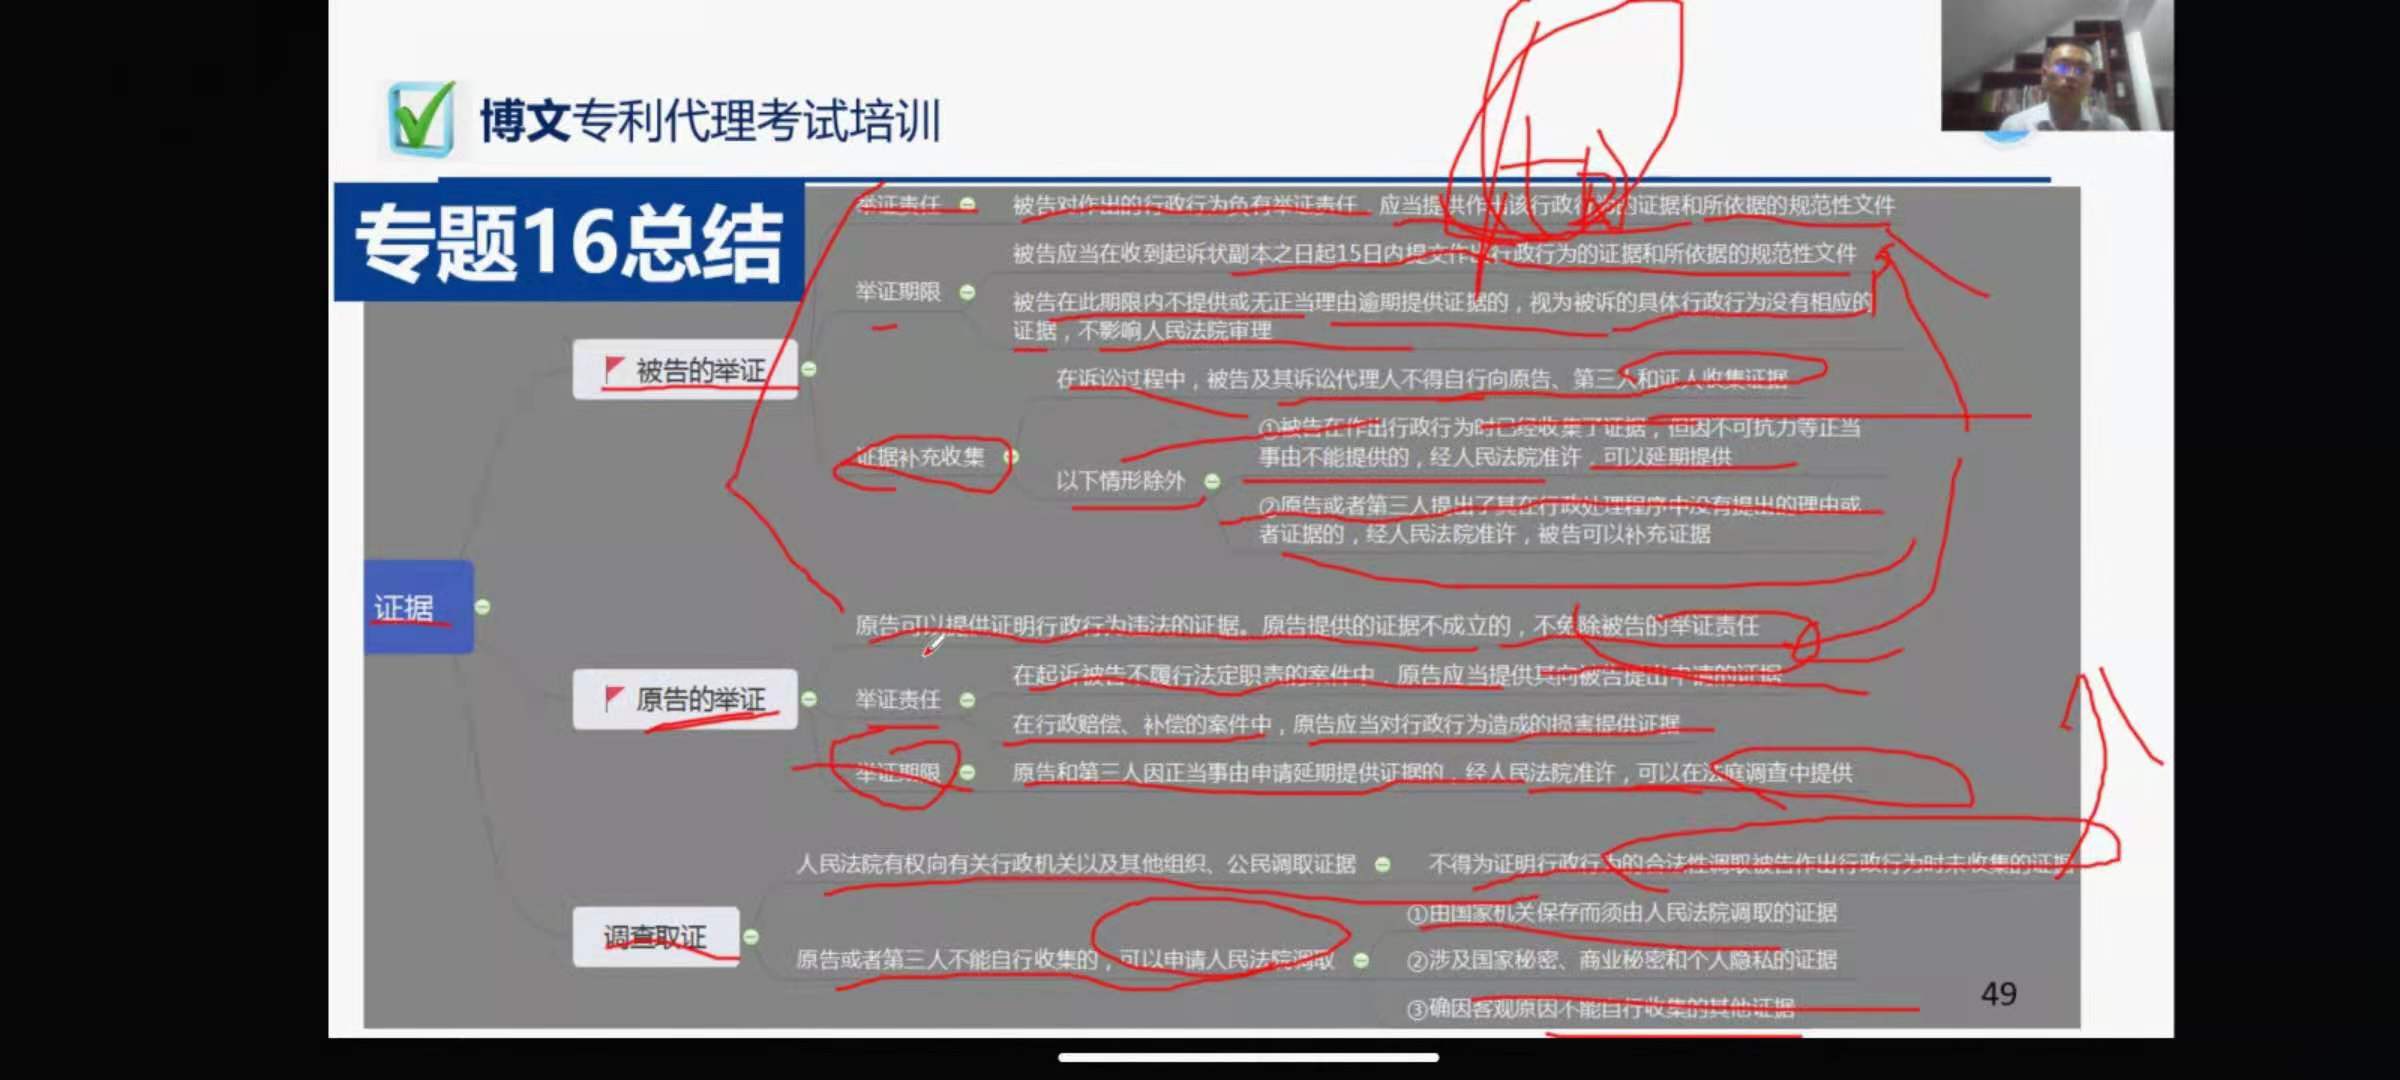 博文专利代理考试培训
专题16总结
证据
被告的举证
举证责任
被告对作出的行政行为负有举证责任，应当提供作出该行政行为的证据和所依据的规范性文件
举证期限
被告应当在收到起诉状副本之日起15日内提交作出行政行为的证据和所依据的规范性文件
被告在此期限内不提供或无正当理由逾期提供证据的，视为被诉的具体行政行为没有相应的
证据，不影响人民法院审理
证据补充收集
在诉讼过程中，被告及其诉讼代理人不得自行向原告、第三人和证人收集证据
以下情形除外
①被告在作出行政行为时已经收集了证据，但因不可抗力等正当
事由不能提供的，经人民法院准许，可以延期提供
②原告或者第三人提出了其在行政处理程序中没有提出的理由或
者证据的，经人民法院准许，被告可以补充证据
原告的举证
原告可以提供证明行政行为违法的证据。原告提供的证据不成立的，不免除被告的举证责任
举证责任
在起诉被告不履行法定职责的案件中，原告应当提供其向被告提出申请的证据
在行政赔偿、补偿的案件中，原告应当对行政行为造成的损害提供证据
举证期限
原告和第三人因正当事由申请延期提供证据的，经人民法院准许，可以在法庭调查中提供
调查取证
人民法院有权向有关行政机关以及其他组织、公民调取证据
不得为证明行政行为的合法性调取被告作出行政行为时未收集的证据
原告或者第三人不能自行收集的，可以申请人民法院调取
①由国家机关保存而须由人民法院调取的证据
②涉及国家秘密、商业秘密和个人隐私的证据
③确因客观原因不能自行收集的其他证据
49